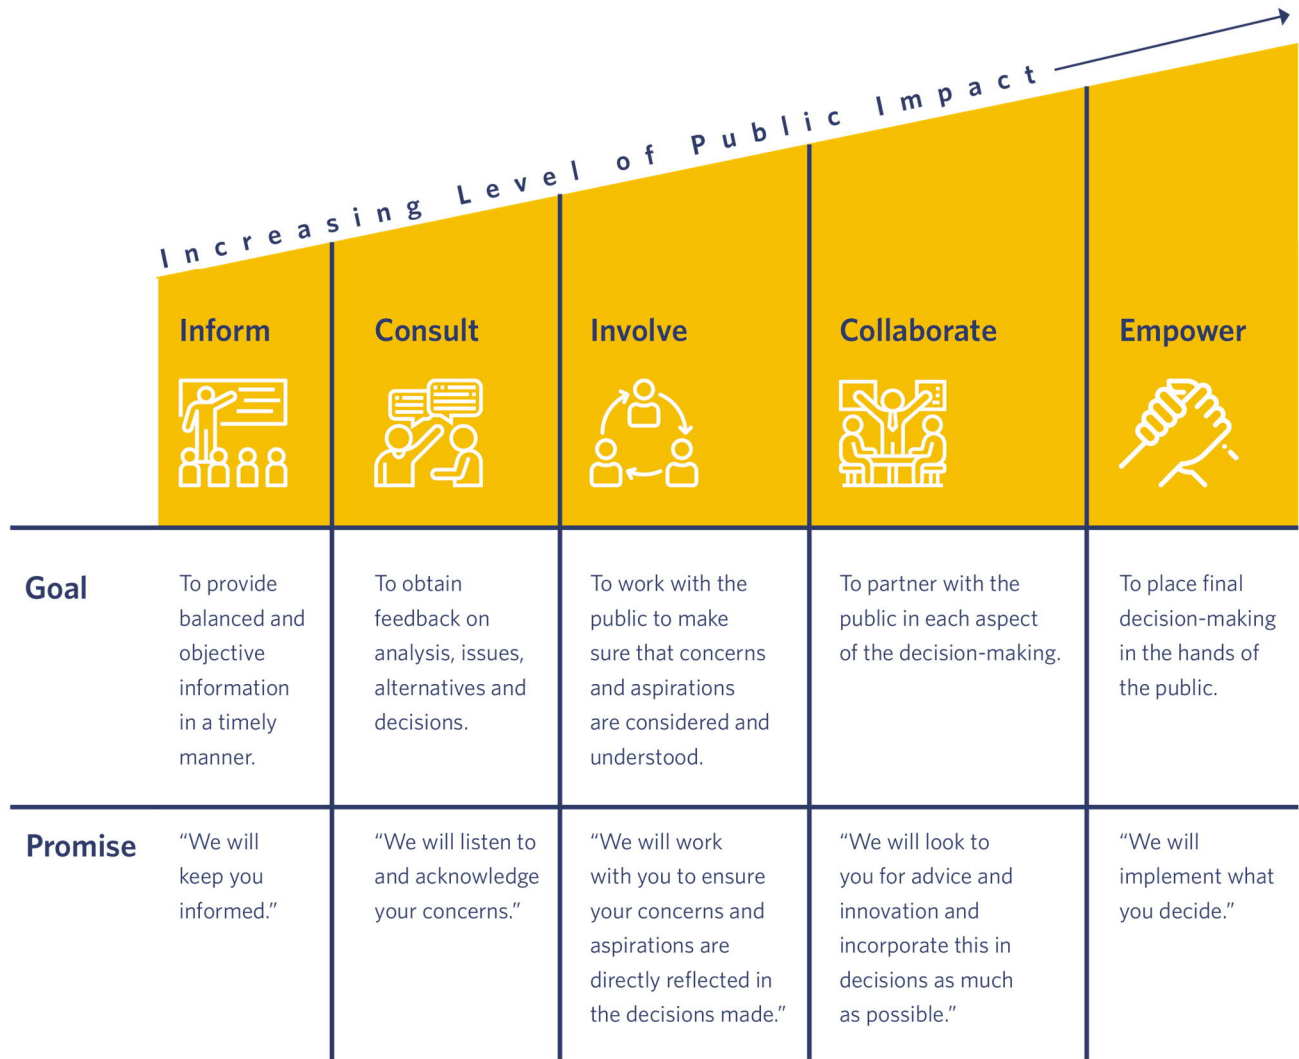 Increasing Level of Public Impact
Inform
Consult
Involve
Collaborate
Empower
Goal
To provide
balanced and
objective
information
in a timely
manner.
To obtain
feedback on
analysis, issues,
alternatives and
decisions.
To work with the
public to make
sure that concerns
and aspirations
are considered and
understood.
To partner with the
public in each aspect
of the decision-making.
To place final
decision-making
in the hands of
the public.
Promise
“We will
keep you
informed.”
“We will listen to
and acknowledge
your concerns.”
“We will work
with you to ensure
your concerns and
aspirations are
directly reflected in
the decisions made.”
“We will look to
you for advice and
innovation and
incorporate this in
decisions as much
as possible.”
“We will
implement what
you decide.”